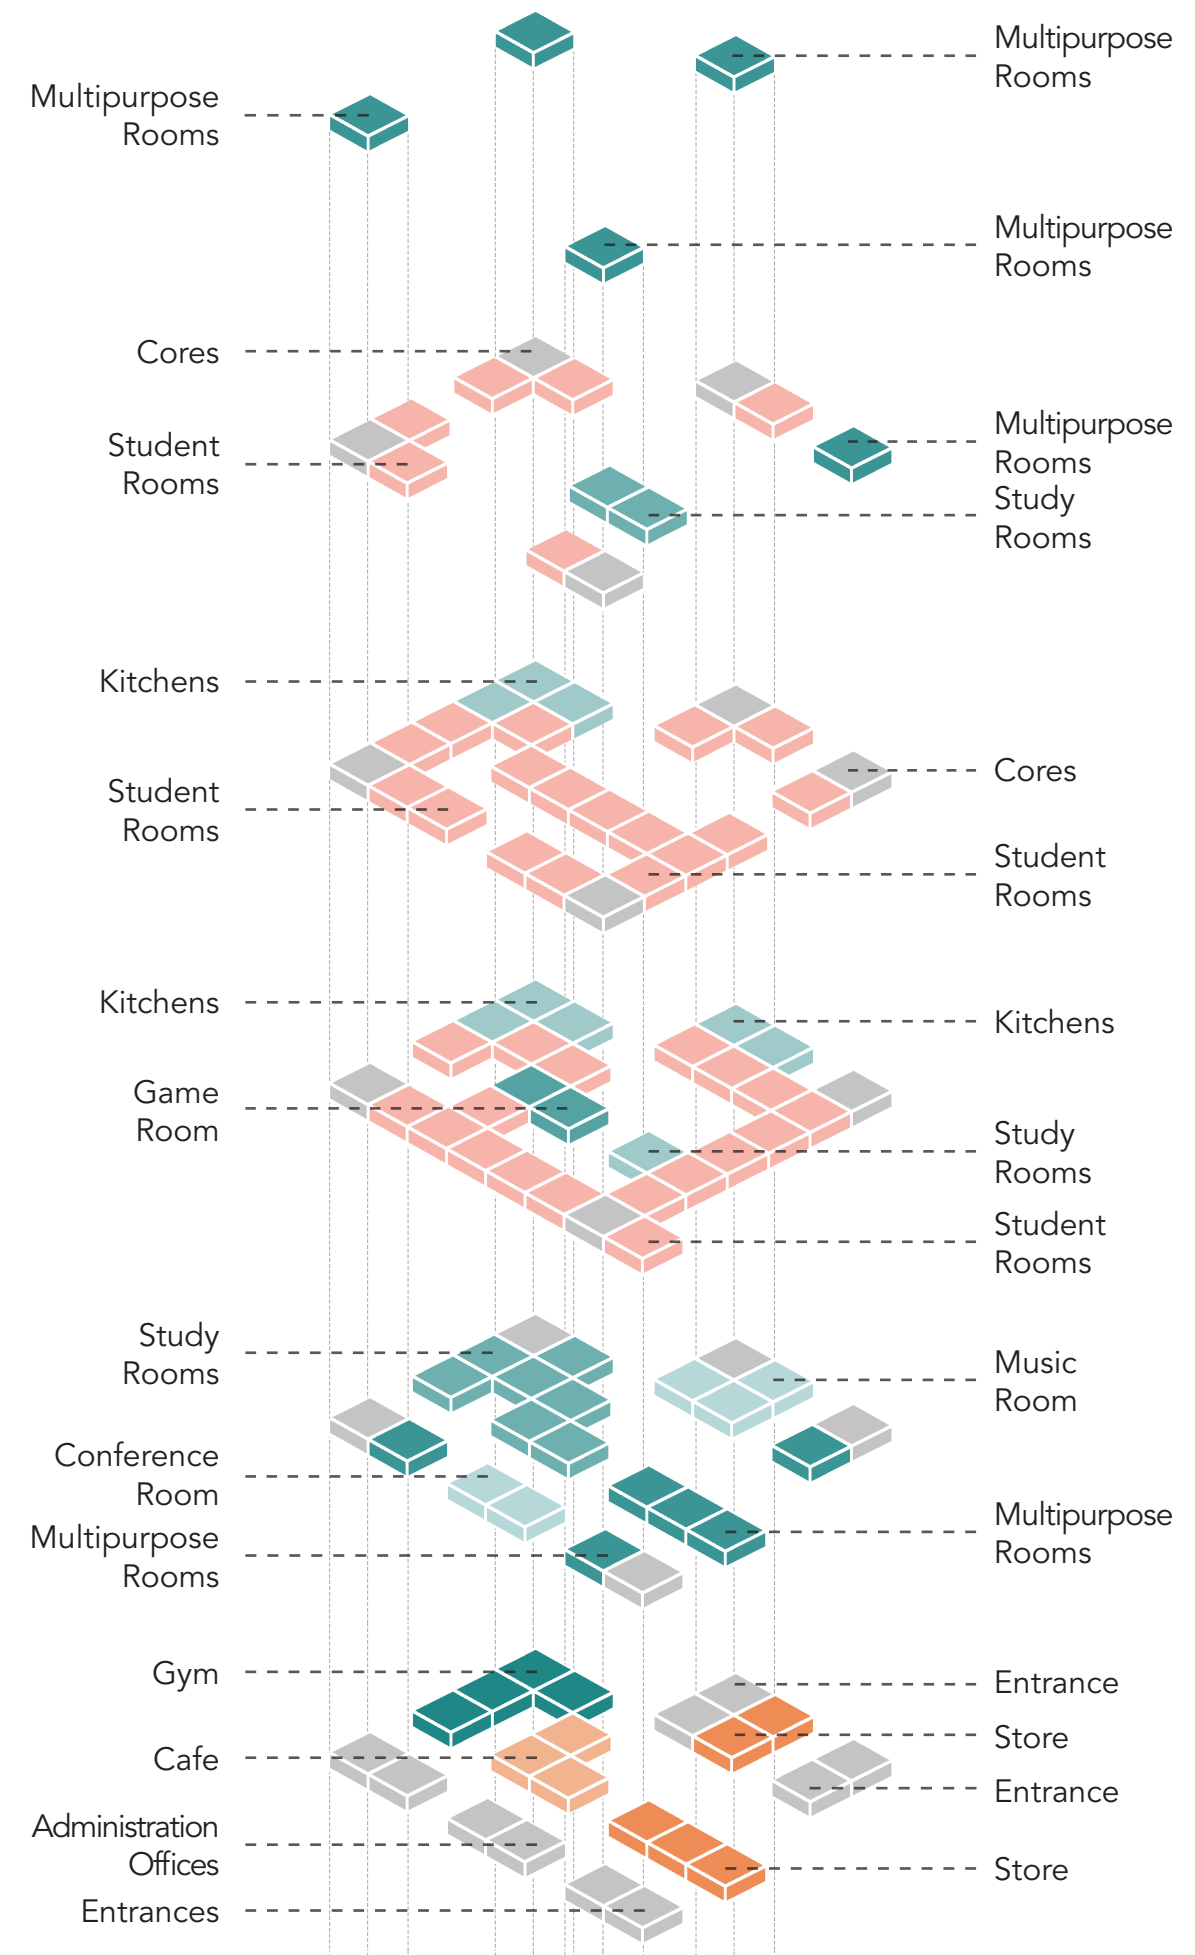 Multipurpose
Rooms
Multipurpose
Rooms
Multipurpose
Rooms
Cores
Student
Rooms
Multipurpose
Rooms
Study
Rooms
Kitchens
Cores
Student
Rooms
Student
Rooms
Kitchens
Kitchens
Game
Room
Study
Rooms
Student
Rooms
Study
Rooms
Music
Room
Conference
Room
Multipurpose
Rooms
Multipurpose
Rooms
Gym
Entrance
Store
Cafe
Entrance
Administration
Offices
Store
Entrances